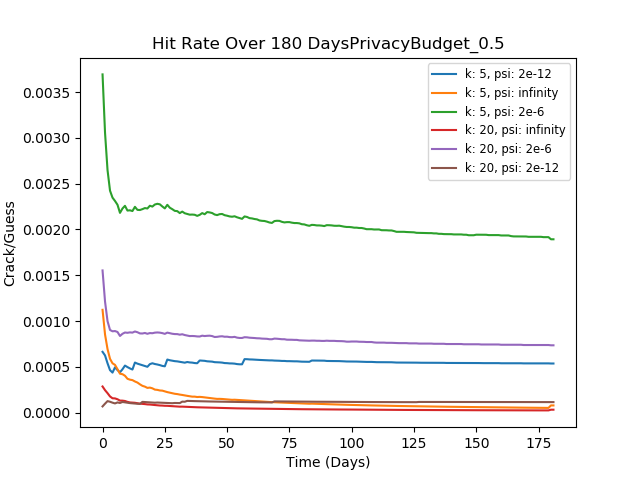 Hit Rate Over 180 DaysPrivacyBudget_0.5
k: 5, psi: 2e-12
k: 5, psi: infinity
k: 5, psi: 2e-6
k: 20, psi: infinity
k: 20, psi: 2e-6
k: 20, psi: 2e-12
Crack/Guess
0.0035
0.0030
0.0025
0.0020
0.0015
0.0010
0.0005
0.0000
0 25 50 75 100 125 150 175
Time (Days)